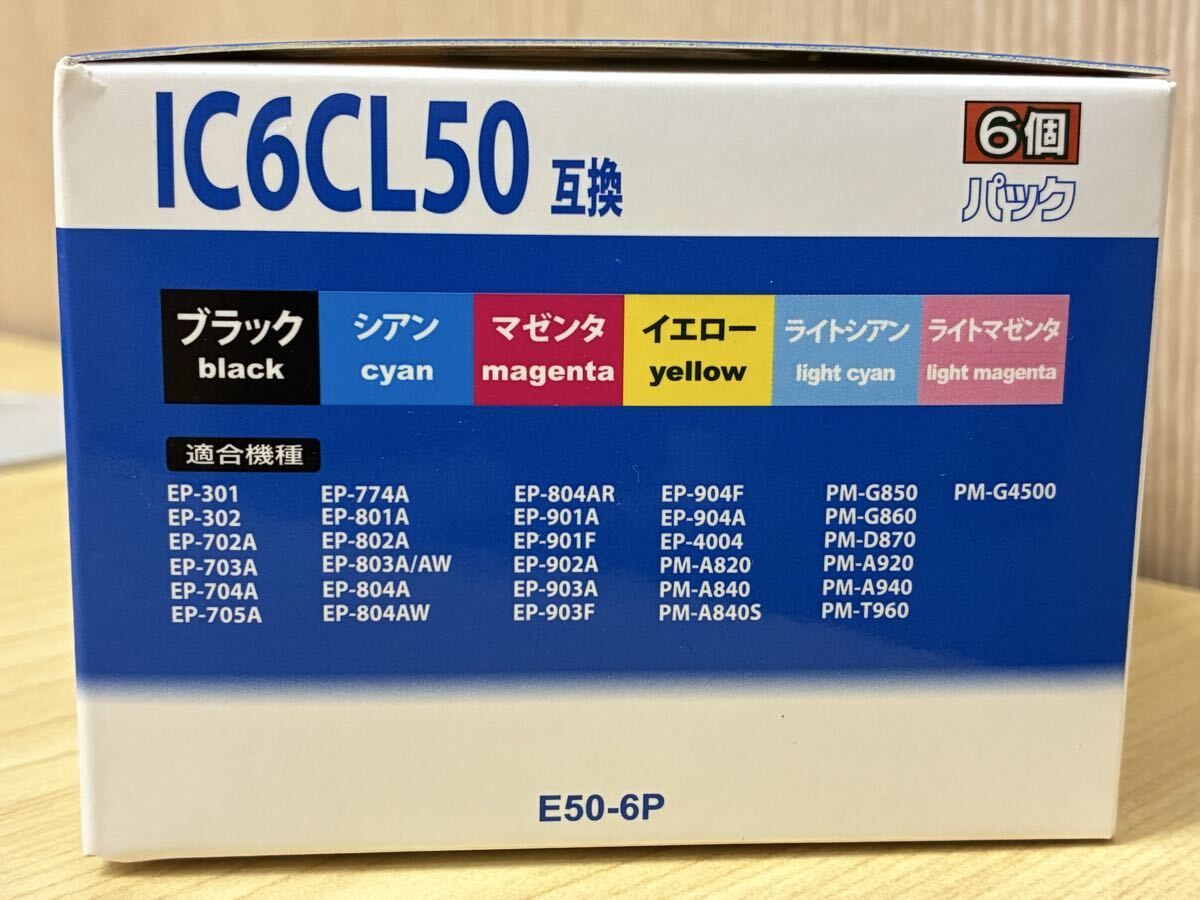 IC6CL50 互換
6個
パック
ブラック シアン マゼンタ イエロー ライトシアン ライトマゼンタ
black cyan magenta yellow light cyan light magenta
適合機種
EP-301 EP-774A EP-804AR EP-904F PM-G850 PM-G4500
EP-302 EP-801A EP-901A EP-904A PM-G860
EP-702A EP-802A EP-901F EP-4004 PM-D870
EP-703A EP-803A/AW EP-902A PM-A820 PM-A920
EP-704A EP-804A EP-903A PM-A840 PM-A940
EP-705A EP-804AW EP-903F PM-A840S PM-T960
E50-6P